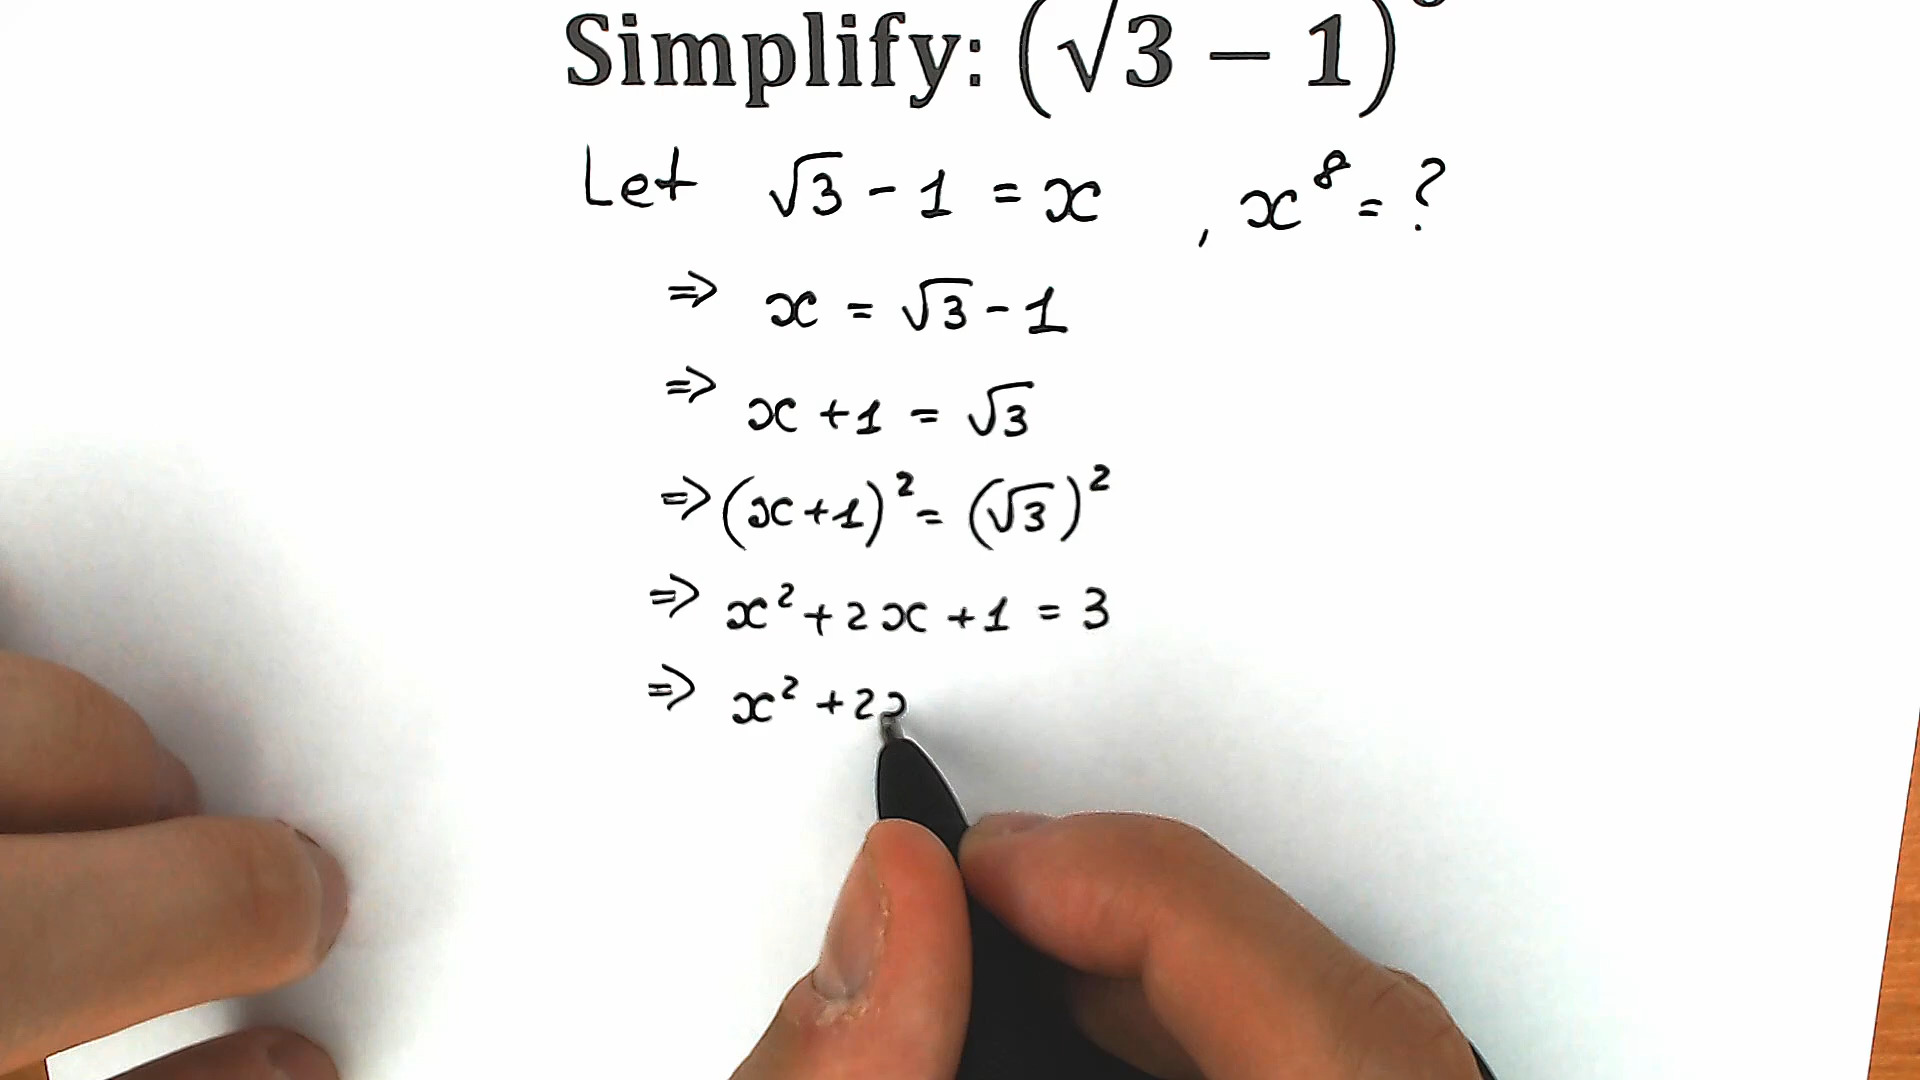 Simplify: (√3 − 1)
Let √3 - 1 = x , x⁸ = ?
⇒ x = √3 - 1
⇒ x + 1 = √3
⇒ (x+1)² = (√3)²
⇒ x² + 2x + 1 = 3
⇒ x² + 2